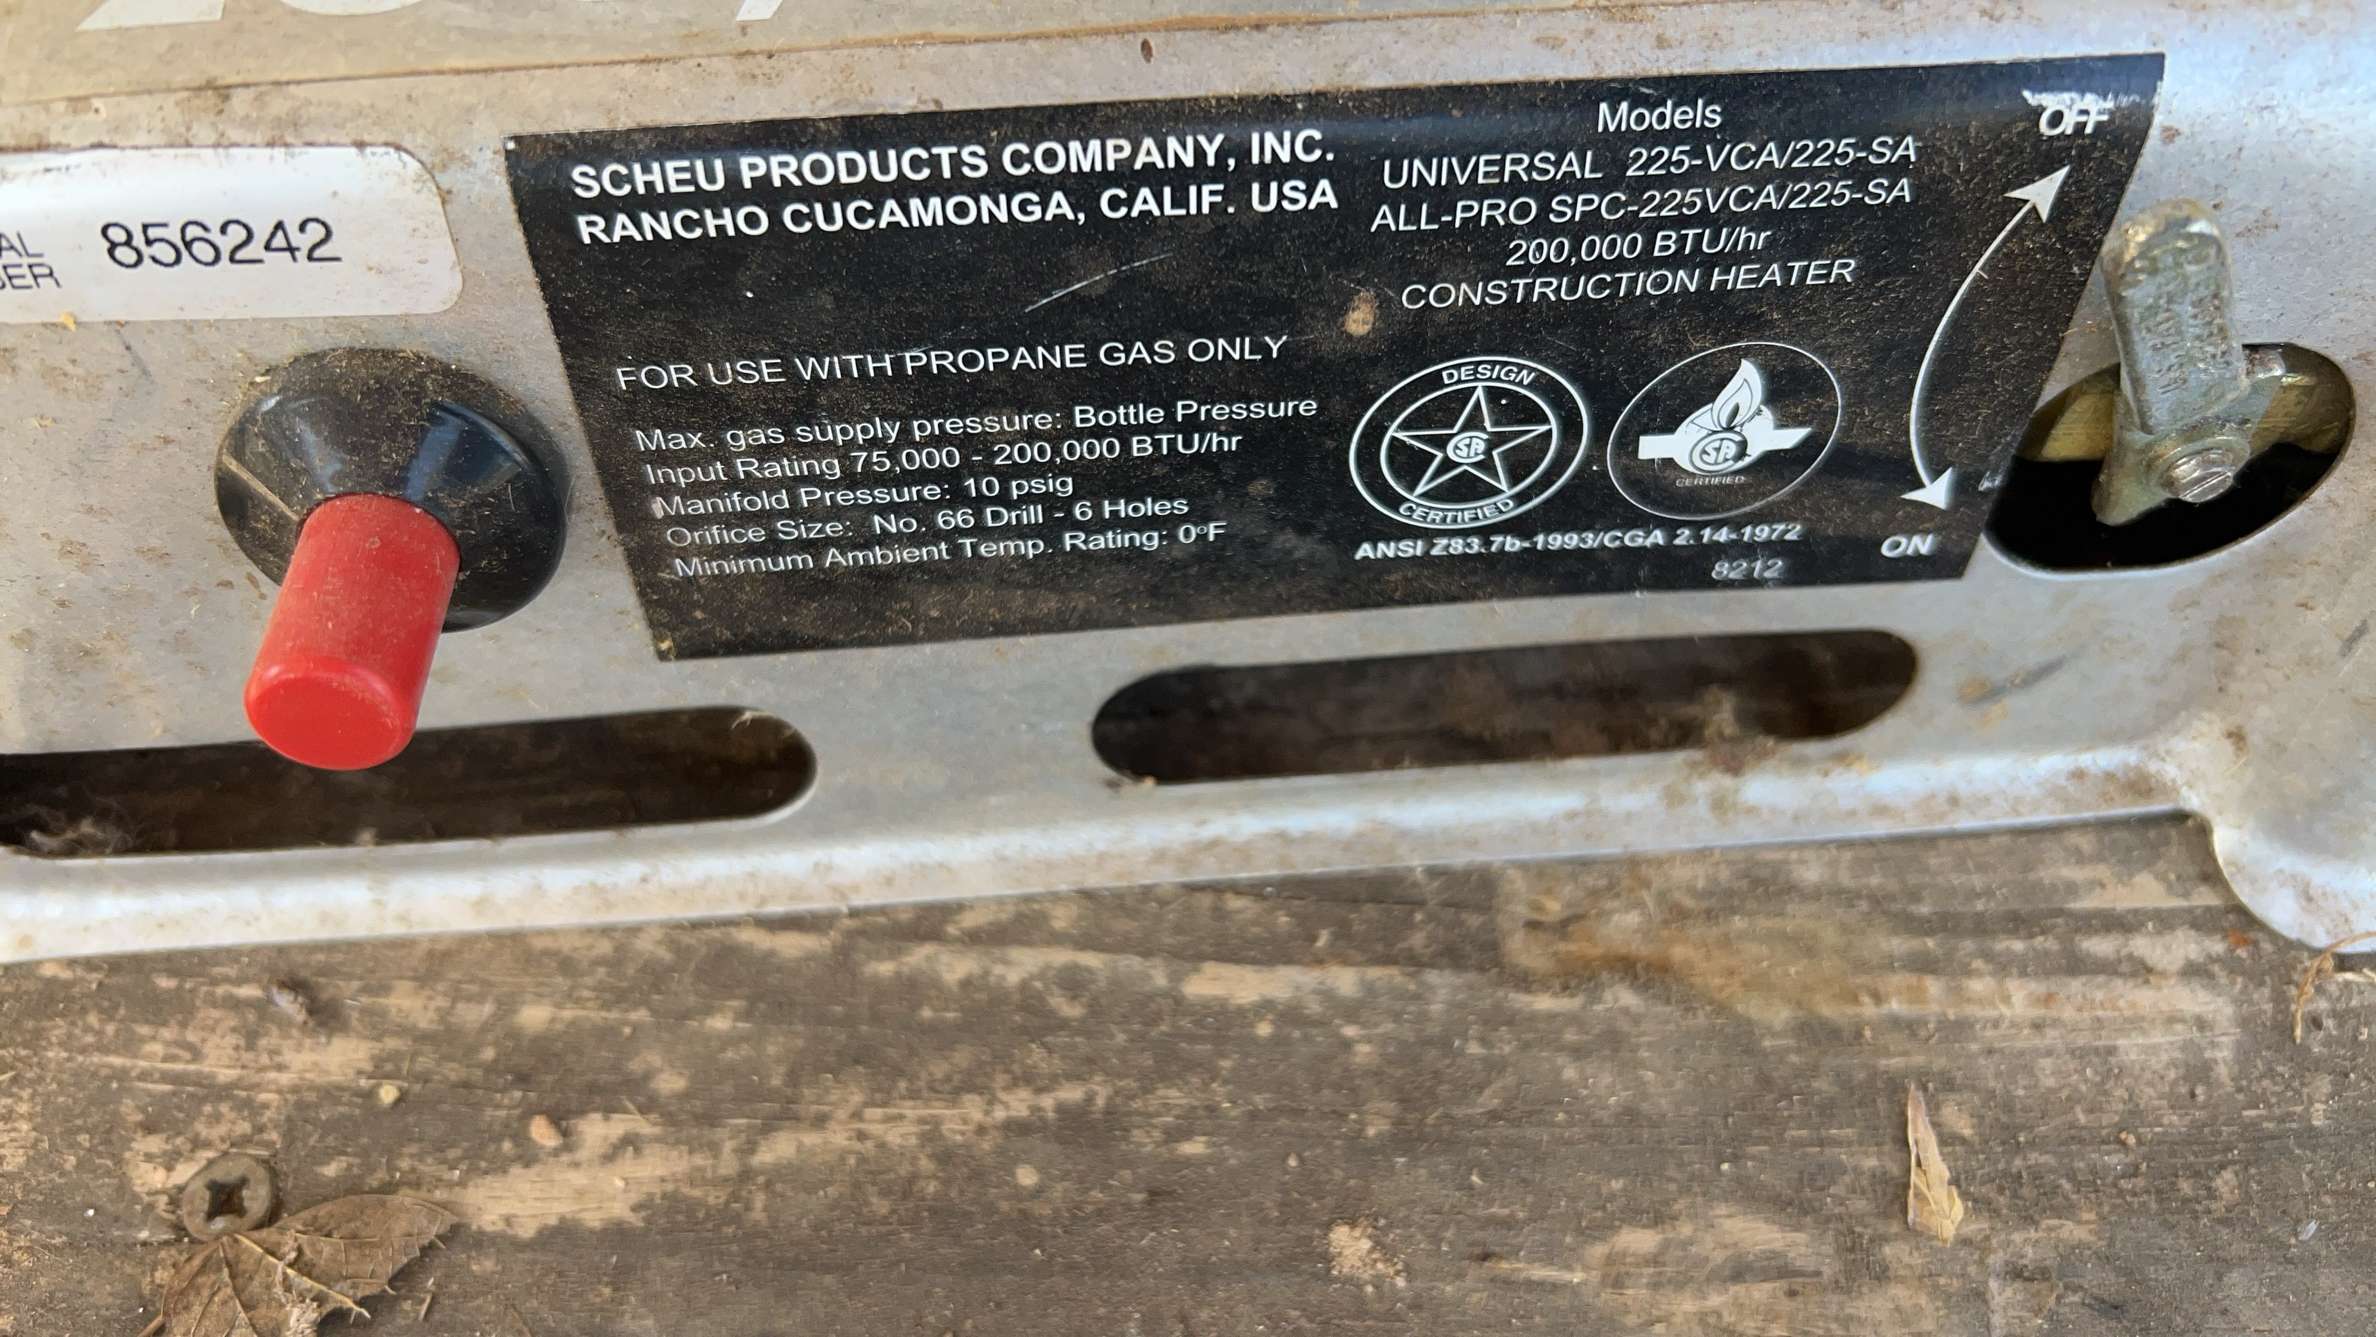 856242
SCHEU PRODUCTS COMPANY, INC.
RANCHO CUCAMONGA, CALIF. USA
FOR USE WITH PROPANE GAS ONLY
Max. gas supply pressure: Bottle Pressure
Input Rating 75,000 - 200,000 BTU/hr
Manifold Pressure: 10 psig
Orifice Size: No. 66 Drill - 6 Holes
Minimum Ambient Temp. Rating: 0°F
Models
UNIVERSAL 225-VCA/225-SA
ALL-PRO SPC-225VCA/225-SA
200,000 BTU/hr
CONSTRUCTION HEATER
DESIGN
SA
CERTIFIED
SA
CERTIFIED
ANSI Z83.7b-1993/CGA 2.14-1972
8212
OFF
ON